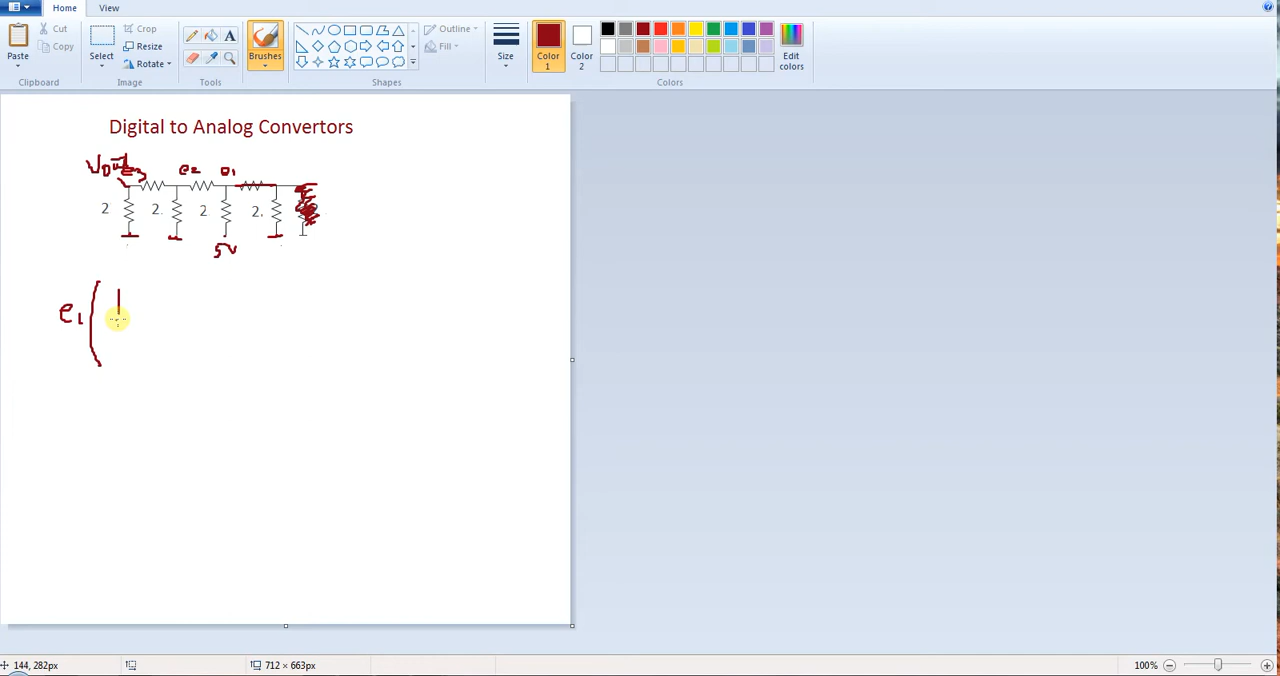 Home View
Paste Cut Copy Select Crop Resize Rotate Brushes Outline Fill Size Color 1 Color 2 Edit colors
Clipboard Image Tools Shapes Colors
Digital to Analog Convertors
e2 e1
2 2. 2 2.
5V
e1 (
144, 282px 712 × 663px 100%